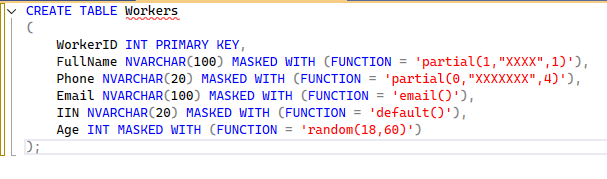 CREATE TABLE Workers
(
WorkerID INT PRIMARY KEY,
FullName NVARCHAR(100) MASKED WITH (FUNCTION = 'partial(1,"XXXX",1)'),
Phone NVARCHAR(20) MASKED WITH (FUNCTION = 'partial(0,"XXXXXXX",4)'),
Email NVARCHAR(100) MASKED WITH (FUNCTION = 'email()'),
IIN NVARCHAR(20) MASKED WITH (FUNCTION = 'default()'),
Age INT MASKED WITH (FUNCTION = 'random(18,60)')
);